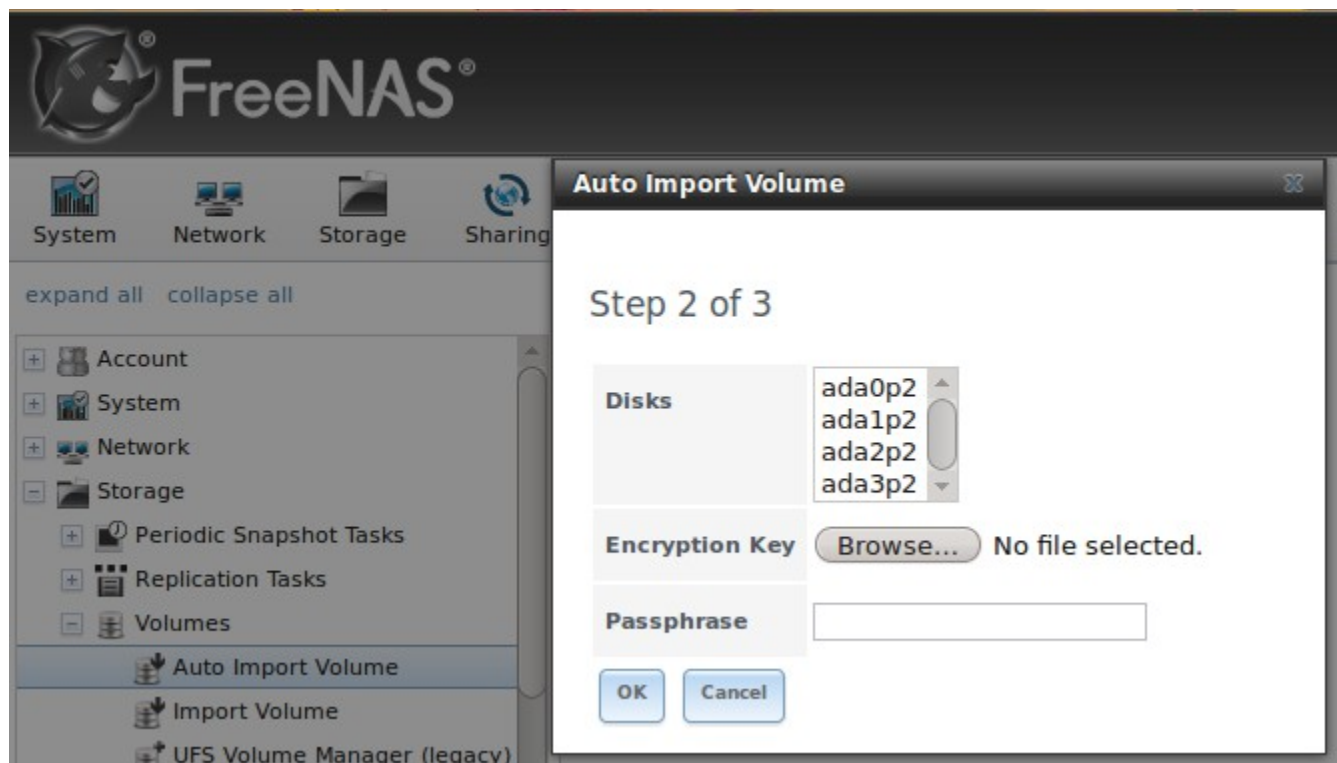 FreeNAS®
System
Network
Storage
Sharing
expand all collapse all
Account
System
Network
Storage
Periodic Snapshot Tasks
Replication Tasks
Volumes
Auto Import Volume
Import Volume
UFS Volume Manager (legacy)
Auto Import Volume
Step 2 of 3
Disks
ada0p2
ada1p2
ada2p2
ada3p2
Encryption Key Browse... No file selected.
Passphrase
OK Cancel